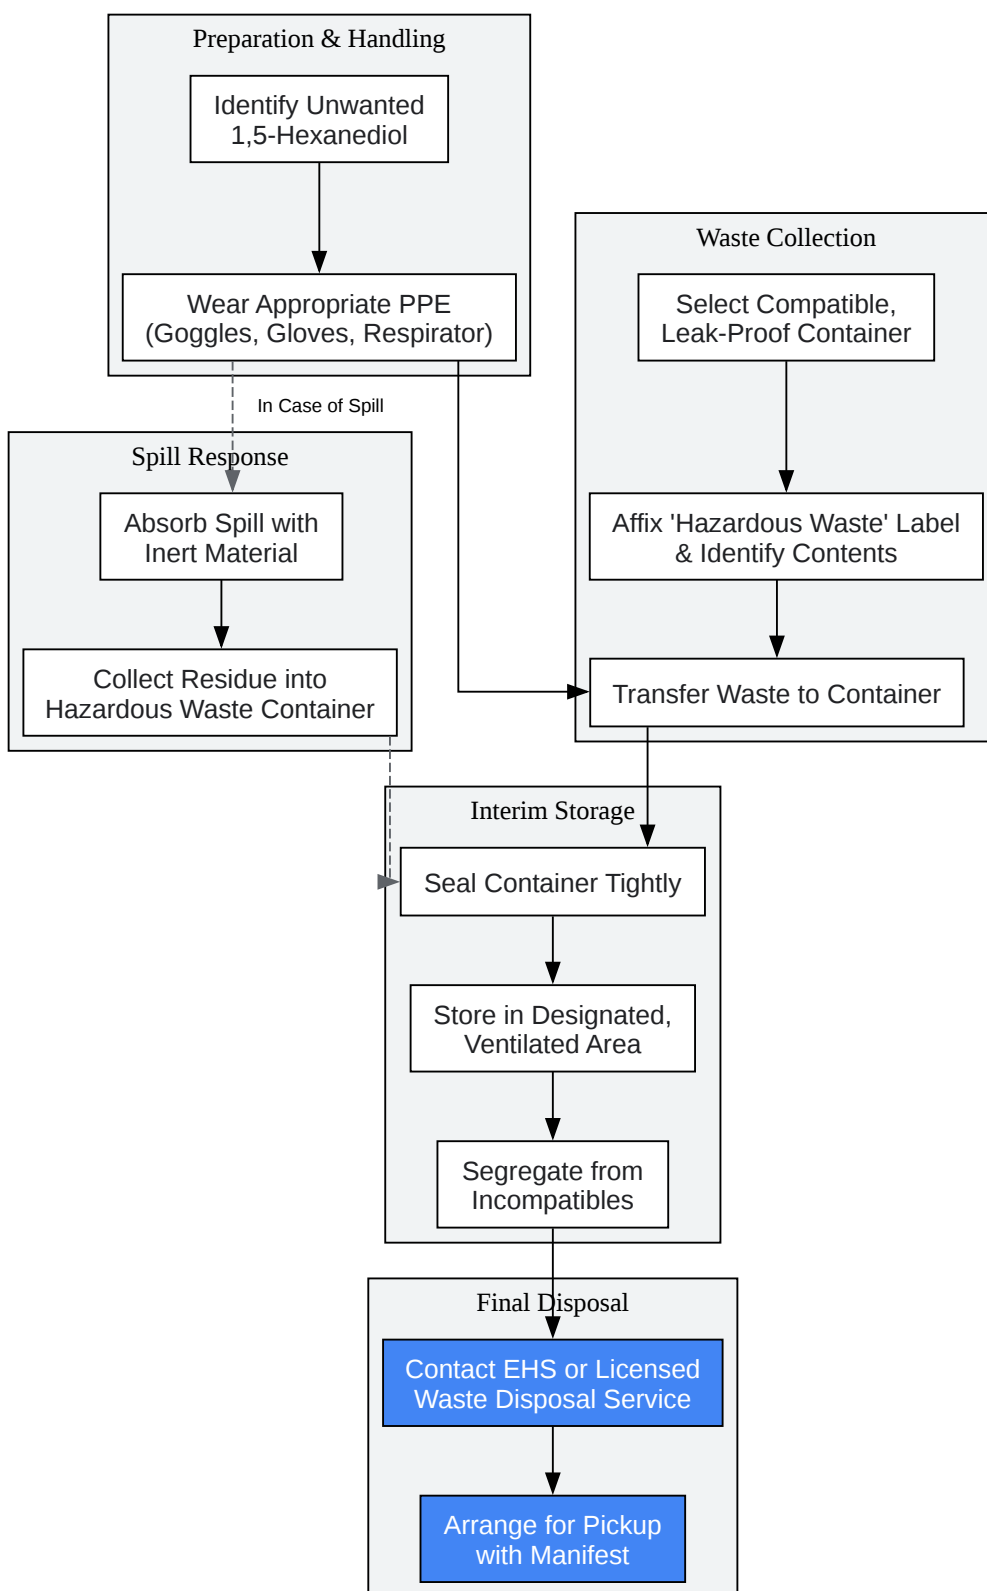 Preparation & Handling
Identify Unwanted
1,5-Hexanediol
Wear Appropriate PPE
(Goggles, Gloves, Respirator)
In Case of Spill
Spill Response
Absorb Spill with
Inert Material
Collect Residue into
Hazardous Waste Container
Waste Collection
Select Compatible,
Leak-Proof Container
Affix 'Hazardous Waste' Label
& Identify Contents
Transfer Waste to Container
Interim Storage
Seal Container Tightly
Store in Designated,
Ventilated Area
Segregate from
Incompatibles
Final Disposal
Contact EHS or Licensed
Waste Disposal Service
Arrange for Pickup
with Manifest